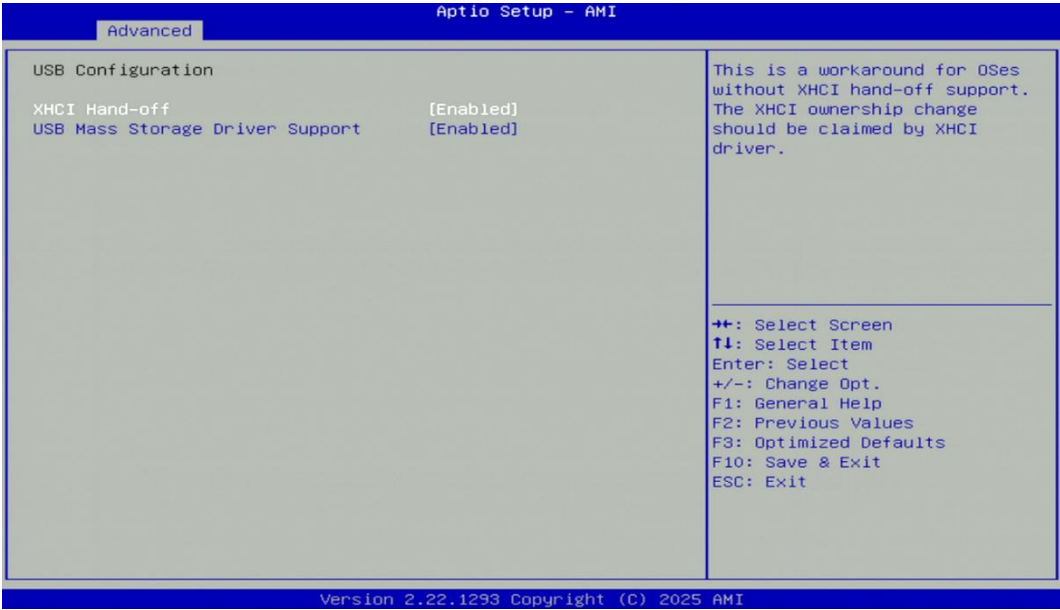 Aptio Setup – AMI
Advanced
USB Configuration
XHCI Hand-off [Enabled]
USB Mass Storage Driver Support [Enabled]
This is a workaround for OSes
without XHCI hand-off support.
The XHCI ownership change
should be claimed by XHCI
driver.
→←: Select Screen
↑↓: Select Item
Enter: Select
+/-: Change Opt.
F1: General Help
F2: Previous Values
F3: Optimized Defaults
F10: Save & Exit
ESC: Exit
Version 2.22.1293 Copyright (C) 2025 AMI